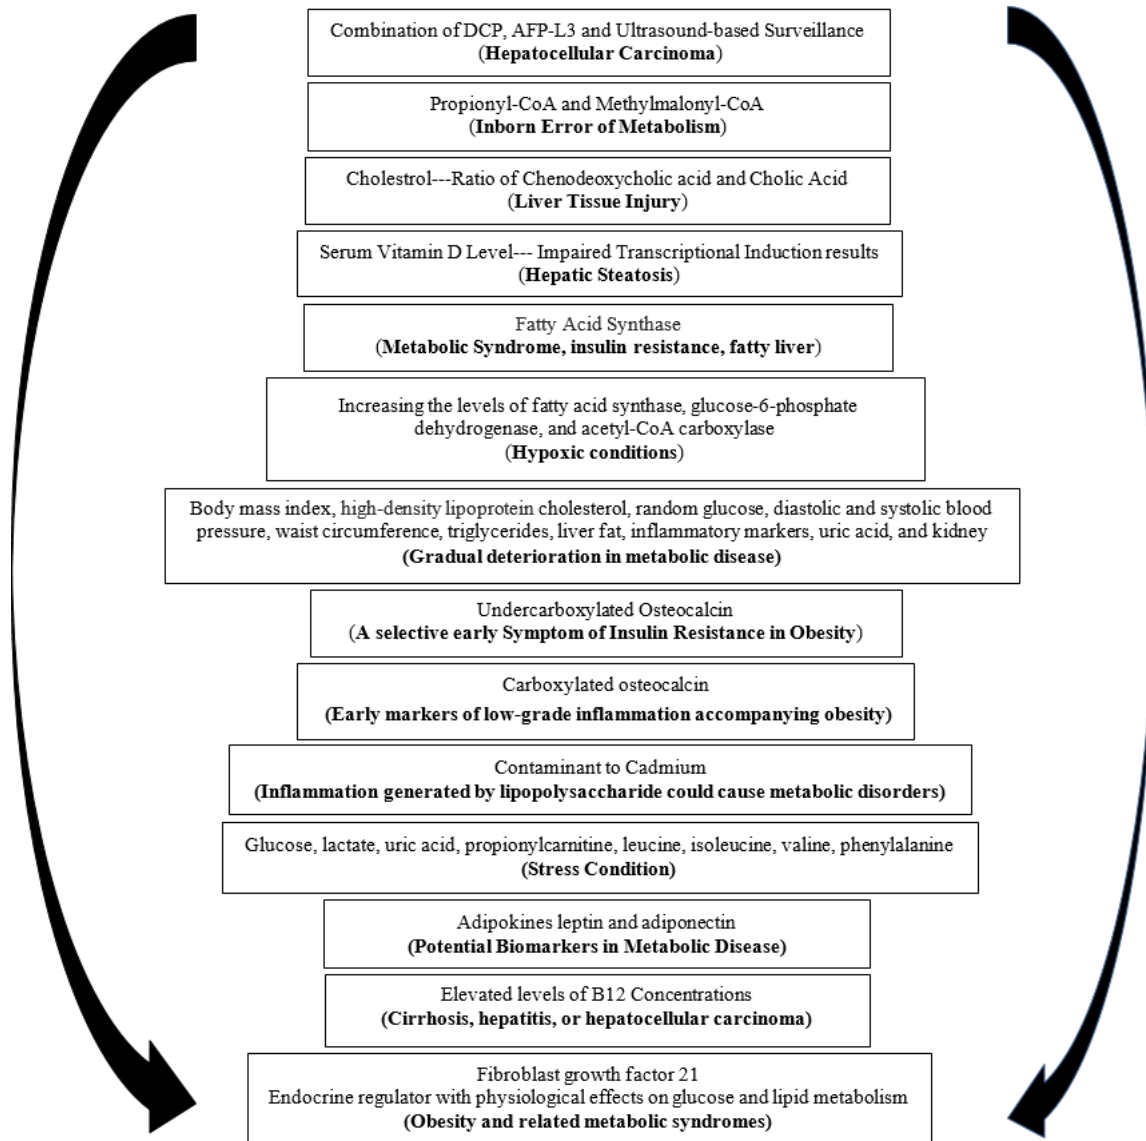 Combination of DCP, AFP-L3 and Ultrasound-based Surveillance
(Hepatocellular Carcinoma)
Propionyl-CoA and Methylmalonyl-CoA
(Inborn Error of Metabolism)
Cholestrol---Ratio of Chenodeoxycholic acid and Cholic Acid
(Liver Tissue Injury)
Serum Vitamin D Level--- Impaired Transcriptional Induction results
(Hepatic Steatosis)
Fatty Acid Synthase
(Metabolic Syndrome, insulin resistance, fatty liver)
Increasing the levels of fatty acid synthase, glucose-6-phosphate
dehydrogenase, and acetyl-CoA carboxylase
(Hypoxic conditions)
Body mass index, high-density lipoprotein cholesterol, random glucose, diastolic and systolic blood
pressure, waist circumference, triglycerides, liver fat, inflammatory markers, uric acid, and kidney
(Gradual deterioration in metabolic disease)
Undercarboxylated Osteocalcin
(A selective early Symptom of Insulin Resistance in Obesity)
Carboxylated osteocalcin
(Early markers of low-grade inflammation accompanying obesity)
Contaminant to Cadmium
(Inflammation generated by lipopolysaccharide could cause metabolic disorders)
Glucose, lactate, uric acid, propionylcarnitine, leucine, isoleucine, valine, phenylalanine
(Stress Condition)
Adipokines leptin and adiponectin
(Potential Biomarkers in Metabolic Disease)
Elevated levels of B12 Concentrations
(Cirrhosis, hepatitis, or hepatocellular carcinoma)
Fibroblast growth factor 21
Endocrine regulator with physiological effects on glucose and lipid metabolism
(Obesity and related metabolic syndromes)